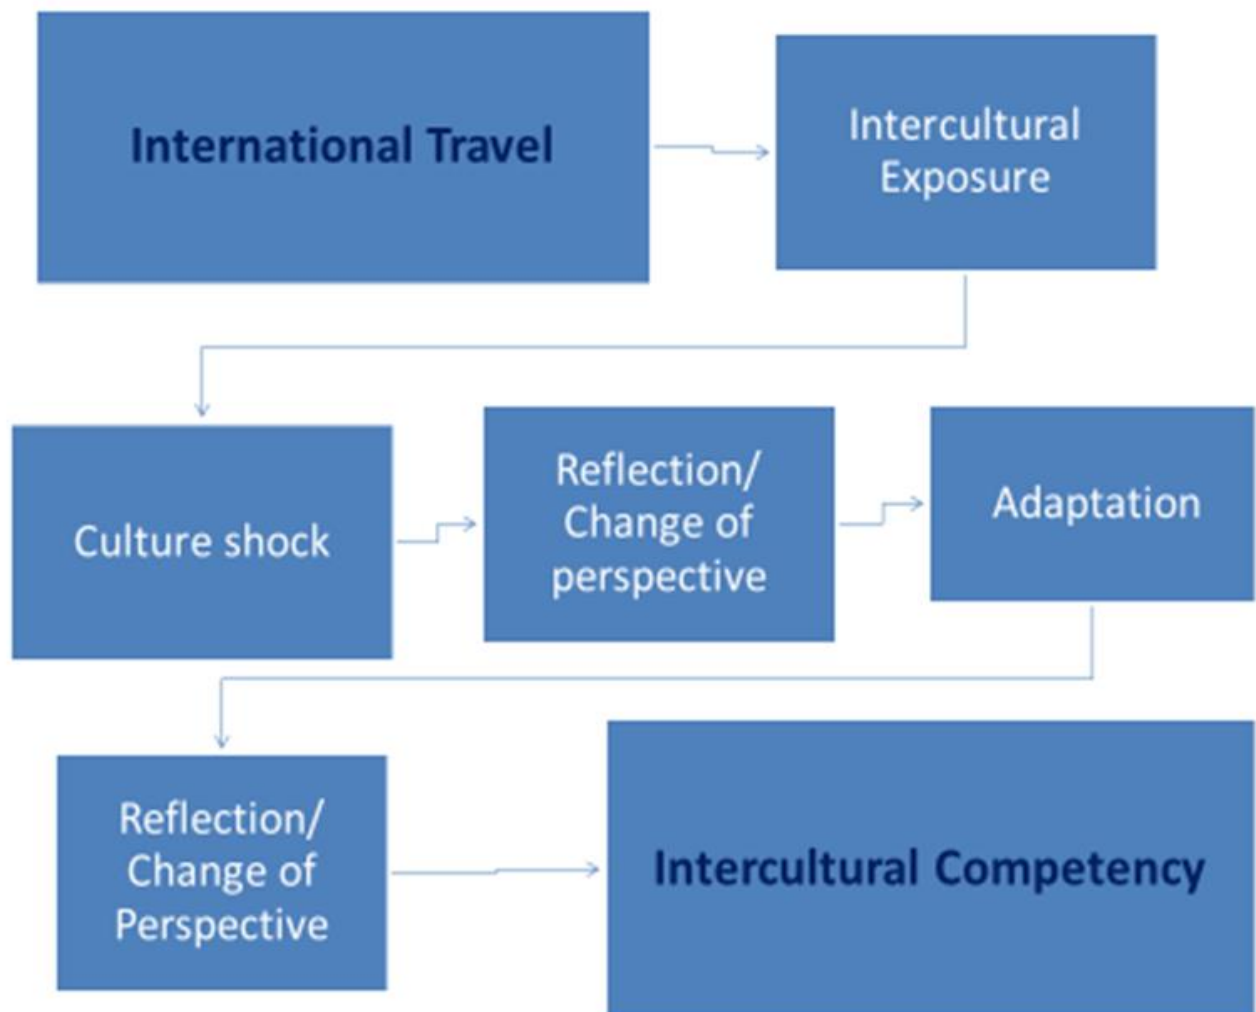 International Travel
Intercultural
Exposure
Culture shock
Reflection/
Change of
perspective
Adaptation
Reflection/
Change of
Perspective
Intercultural Competency